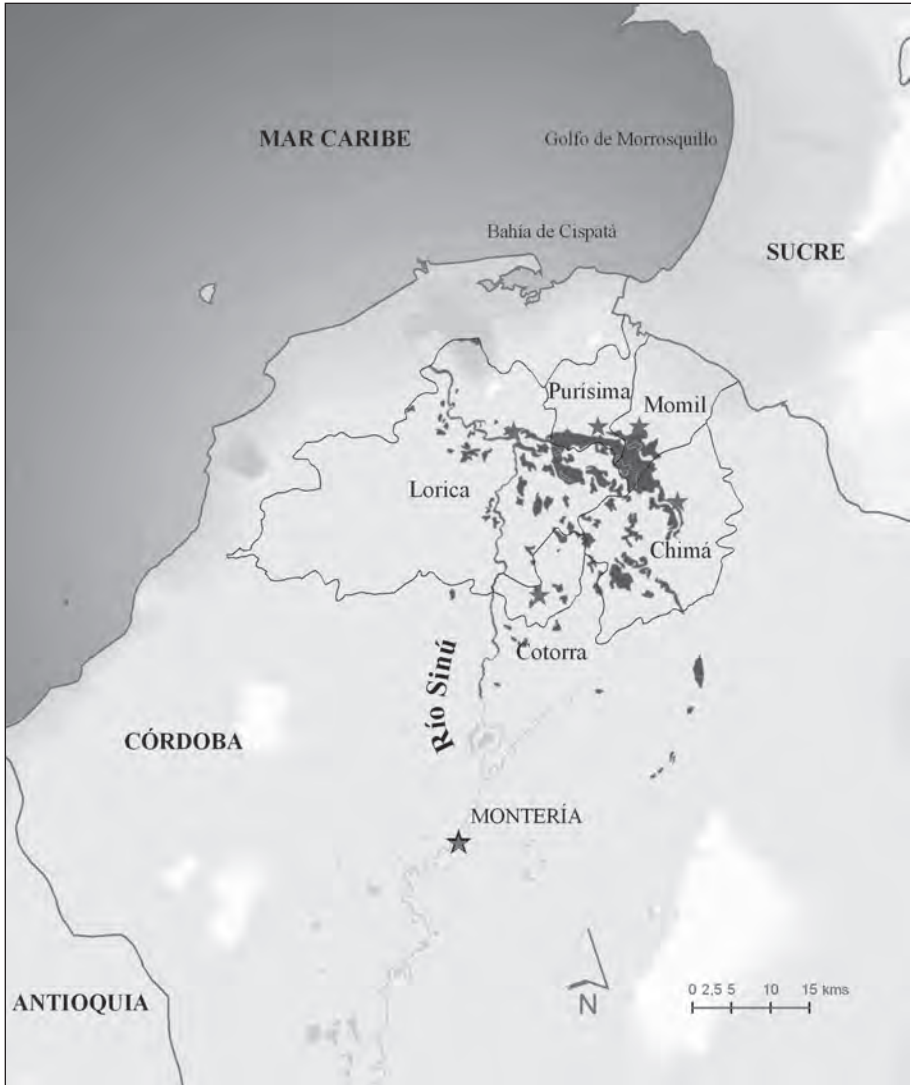 MAR CARIBE
Golfo de Morrosquillo
Bahía de Cispatá
SUCRE
Purísima
Momil
Lorica
Chimá
Cotorra
Río Sinú
CÓRDOBA
MONTERÍA
ANTIOQUIA
N
0 2,5 5 10 15 kms